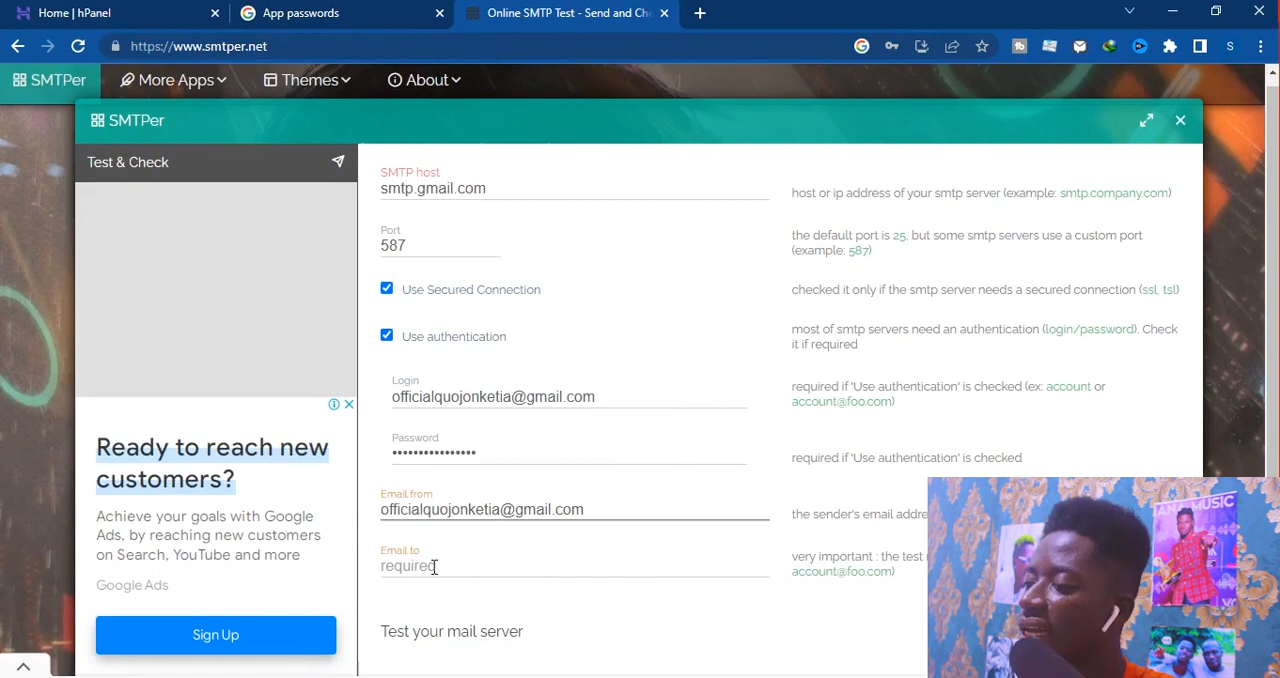 Home | hPanel
App passwords
Online SMTP Test - Send and Che
https://www.smtper.net
S
SMTPer
More Apps
Themes
About
SMTPer
Test & Check
SMTP host
smtp.gmail.com
host or ip address of your smtp server (example: smtp.company.com)
Port
587
the default port is 25, but some smtp servers use a custom port
(example: 587)
Use Secured Connection
checked it only if the smtp server needs a secured connection (ssl, tsl)
Use authentication
most of smtp servers need an authentication (login/password). Check
it if required
Login
officialquojonketia@gmail.com
required if 'Use authentication' is checked (ex: account or
account@foo.com)
Password
••••••••••••••••
required if 'Use authentication' is checked
Email from
officialquojonketia@gmail.com
the sender's email addre
Email to
required
very important : the test
account@foo.com)
Test your mail server
Ready to reach new
customers?
Achieve your goals with Google
Ads, by reaching new customers
on Search, YouTube and more
Google Ads
Sign Up
MUSIC